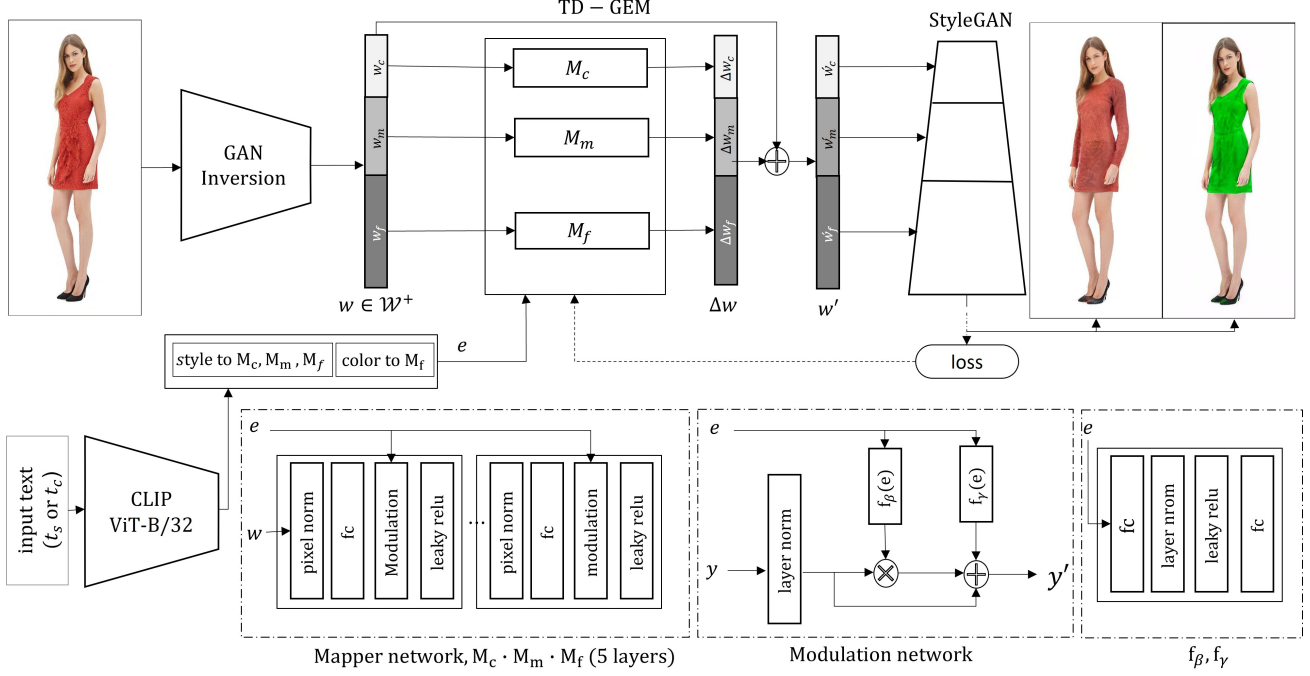 TD − GEM
StyleGAN
GAN
Inversion
w_c
w_m
w_f
M_c
M_m
M_f
Δw_c
Δw_m
Δw_f
ẃ_c
ẃ_m
ẃ_f
w ∈ 𝒲⁺
Δw
w′
loss
style to M_c, M_m , M_f
color to M_f
e
input text
(t_s or t_c)
CLIP
ViT-B/32
e
w
pixel norm
fc
Modulation
leaky relu
...
pixel norm
fc
modulation
leaky relu
Mapper network, M_c · M_m · M_f (5 layers)
e
y
layer norm
f_β(e)
f_γ(e)
y′
Modulation network
e
fc
layer nrom
leaky relu
fc
f_β, f_γ